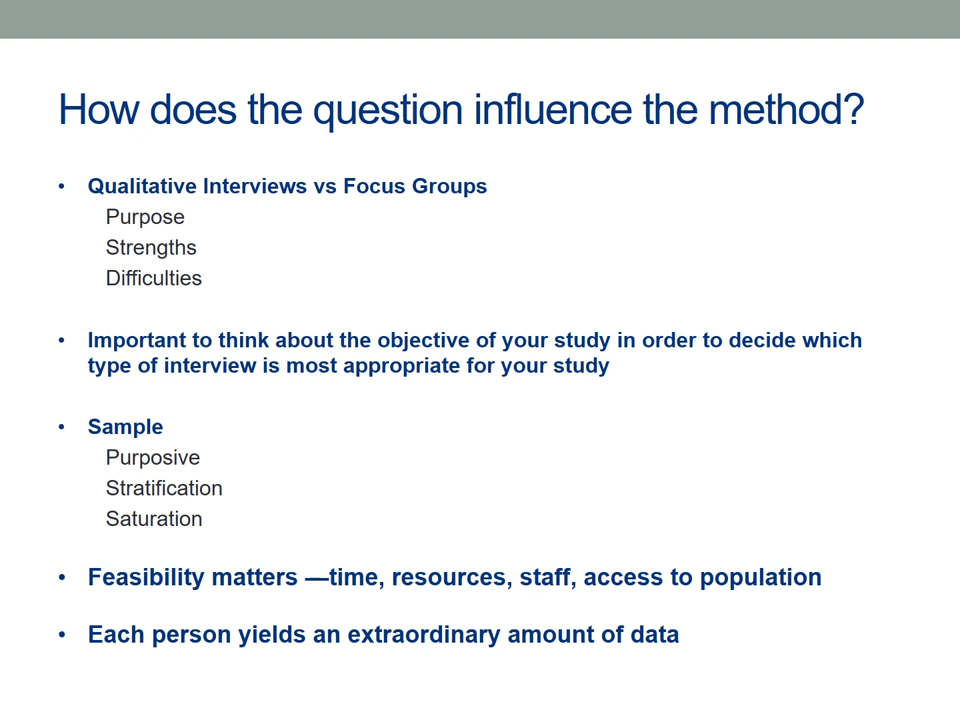 How does the question influence the method?
• Qualitative Interviews vs Focus Groups
Purpose
Strengths
Difficulties
• Important to think about the objective of your study in order to decide which
type of interview is most appropriate for your study
• Sample
Purposive
Stratification
Saturation
• Feasibility matters —time, resources, staff, access to population
• Each person yields an extraordinary amount of data